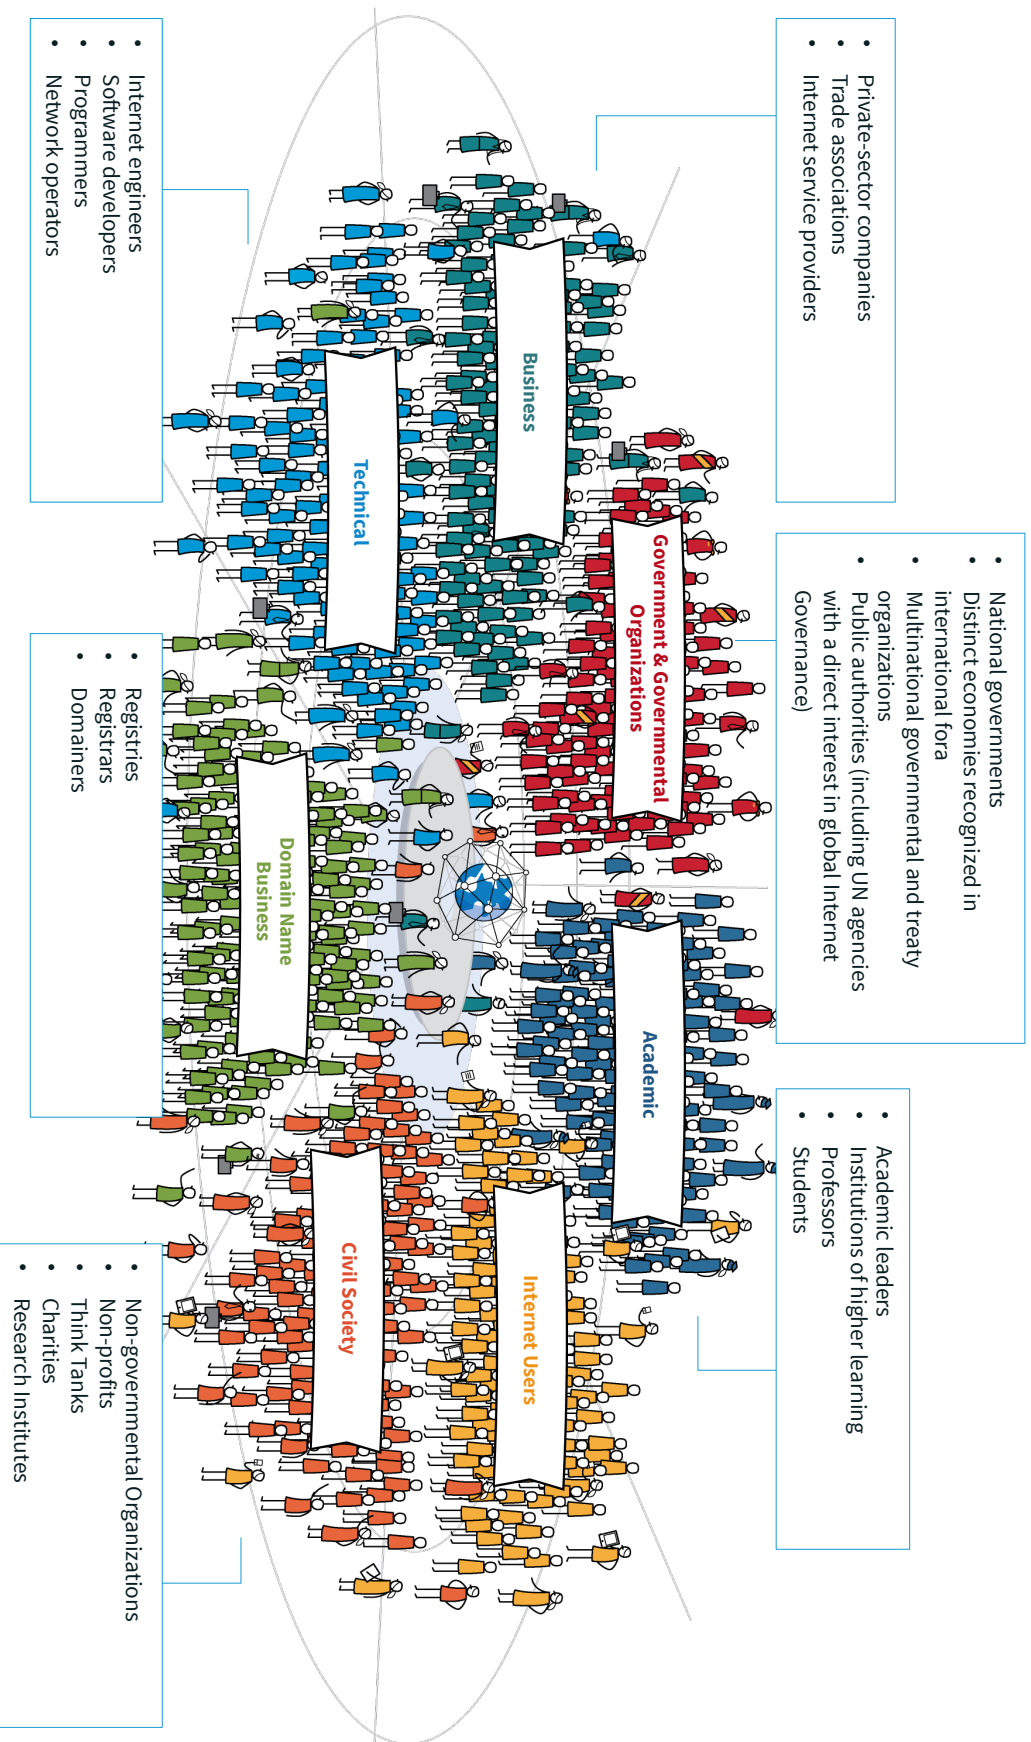 Private-sector companies
Trade associations
Internet service providers
National governments
Distinct economies recognized in
international fora
Multinational governmental and treaty
organizations
Public authorities (including UN agencies
with a direct interest in global Internet
Governance)
Academic leaders
Institutions of higher learning
Professors
Students
Government & Governmental
Organizations
Academic
Business
Internet Users
Technical
Civil Society
Domain Name
Business
Internet engineers
Software developers
Programmers
Network operators
Registries
Registrars
Domainers
Non-governmental Organizations
Non-profits
Think Tanks
Charities
Research Institutes